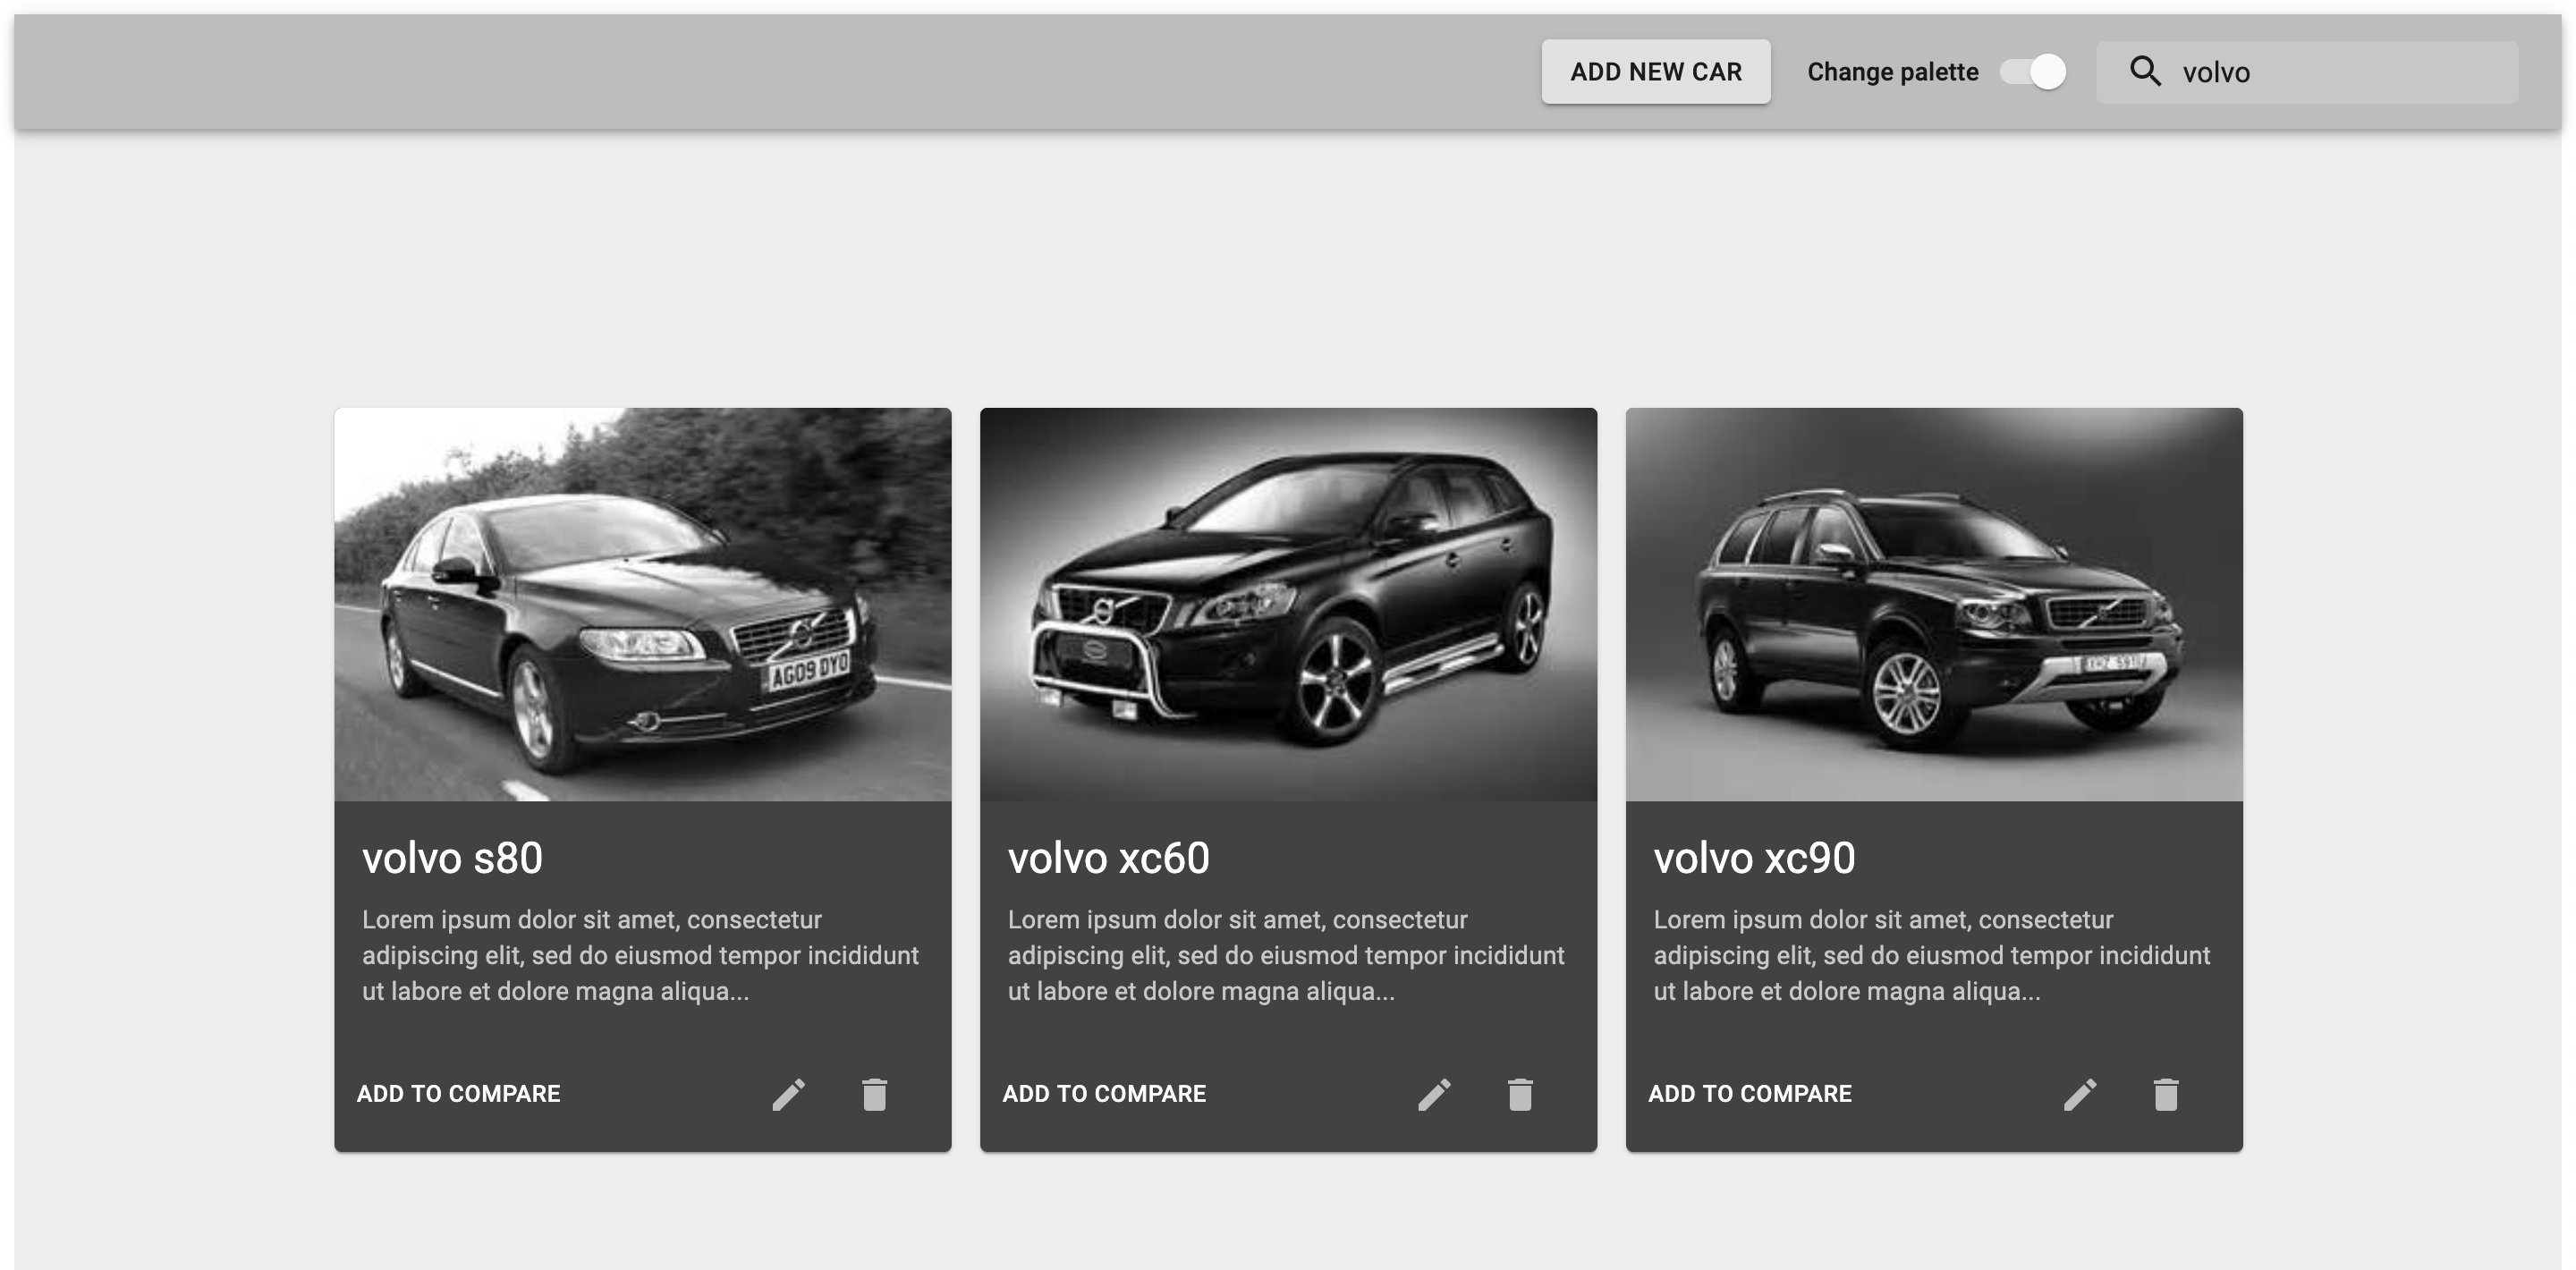 ADD NEW CAR
Change palette
volvo
AG09 DYO
volvo s80
Lorem ipsum dolor sit amet, consectetur
adipiscing elit, sed do eiusmod tempor incididunt
ut labore et dolore magna aliqua...
ADD TO COMPARE
volvo xc60
Lorem ipsum dolor sit amet, consectetur
adipiscing elit, sed do eiusmod tempor incididunt
ut labore et dolore magna aliqua...
ADD TO COMPARE
volvo xc90
Lorem ipsum dolor sit amet, consectetur
adipiscing elit, sed do eiusmod tempor incididunt
ut labore et dolore magna aliqua...
ADD TO COMPARE